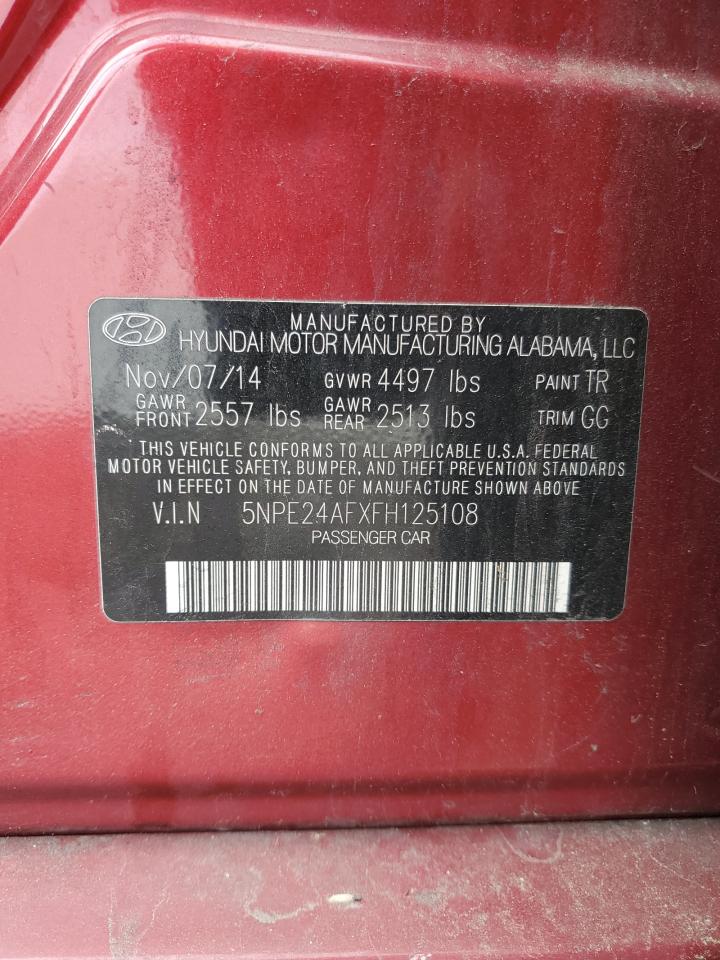 MANUFACTURED BY
HYUNDAI MOTOR MANUFACTURING ALABAMA, LLC
Nov/07/14 GVWR 4497 lbs PAINT TR
GAWR FRONT 2557 lbs GAWR REAR 2513 lbs TRIM GG
THIS VEHICLE CONFORMS TO ALL APPLICABLE U.S.A. FEDERAL
MOTOR VEHICLE SAFETY, BUMPER, AND THEFT PREVENTION STANDARDS
IN EFFECT ON THE DATE OF MANUFACTURE SHOWN ABOVE
V.I.N 5NPE24AFXFH125108
PASSENGER CAR